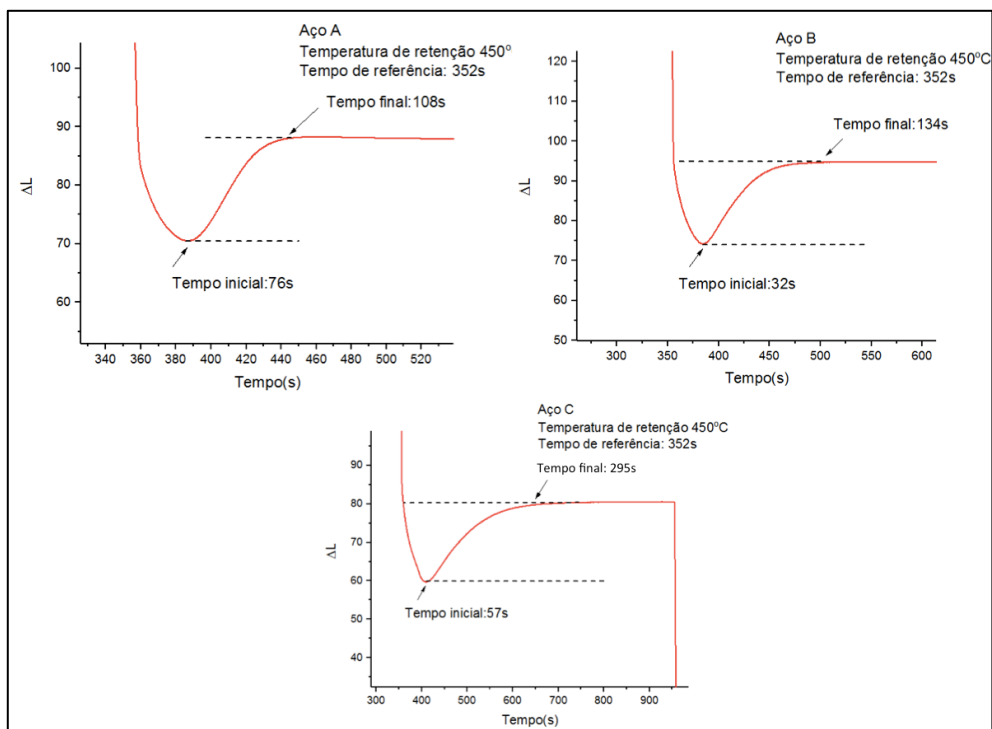 Aço A
Temperatura de retenção 450º
Tempo de referência: 352s
Tempo final:108s
Tempo inicial:76s
ΔL
100
90
80
70
60
340 360 380 400 420 440 460 480 500 520
Tempo(s)
Aço B
Temperatura de retenção 450ºC
Tempo de referência: 352s
Tempo final:134s
Tempo inicial:32s
ΔL
120
110
100
90
80
70
60
50
300 350 400 450 500 550 600
Tempo(s)
Aço C
Temperatura de retenção 450ºC
Tempo de referência: 352s
Tempo final: 295s
Tempo inicial:57s
ΔL
90
80
70
60
50
40
300 400 500 600 700 800 900
Tempo(s)